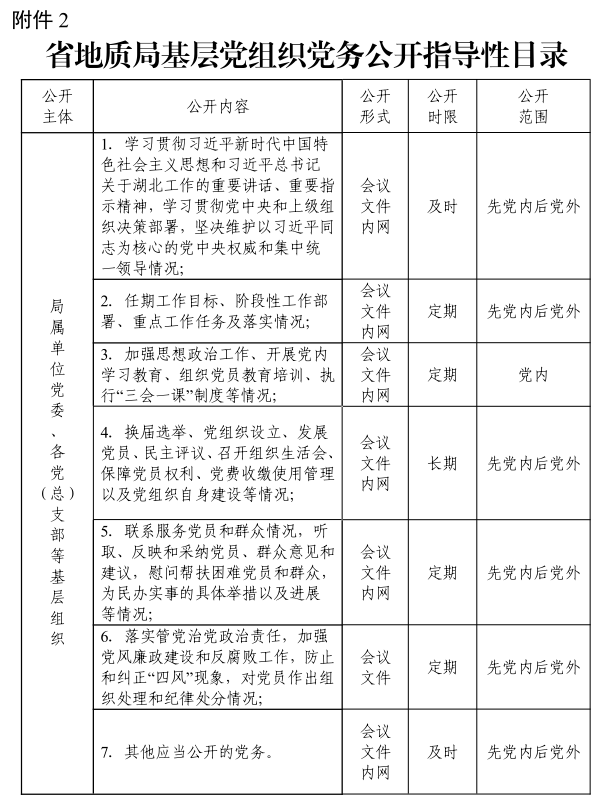 附件 2
省地质局基层党组织党务公开指导性目录
公开
主体
公开内容
公开
形式
公开
时限
公开
范围
局
属
单
位
党
委
、
各
党
（总）
支
部
等
基
层
组
织
1. 学习贯彻习近平新时代中国特
色社会主义思想和习近平总书记
关于湖北工作的重要讲话、重要指
示精神，学习贯彻党中央和上级组
织决策部署，坚决维护以习近平同
志为核心的党中央权威和集中统
一领导情况；
会议
文件
内网
及时
先党内后党外
2. 任期工作目标、阶段性工作部
署、重点工作任务及落实情况；
会议
文件
内网
定期
先党内后党外
3. 加强思想政治工作、开展党内
学习教育、组织党员教育培训、执
行“三会一课”制度等情况；
会议
文件
内网
定期
党内
4. 换届选举、党组织设立、发展
党员、民主评议、召开组织生活会、
保障党员权利、党费收缴使用管理
以及党组织自身建设等情况；
会议
文件
内网
长期
先党内后党外
5. 联系服务党员和群众情况，听
取、反映和采纳党员、群众意见和
建议，慰问帮扶困难党员和群众，
为民办实事的具体举措以及进展
等情况；
会议
文件
内网
定期
先党内后党外
6. 落实管党治党政治责任，加强
党风廉政建设和反腐败工作，防止
和纠正“四风”现象，对党员作出组
织处理和纪律处分情况；
会议
文件
定期
先党内后党外
7. 其他应当公开的党务。
会议
文件
内网
及时
先党内后党外